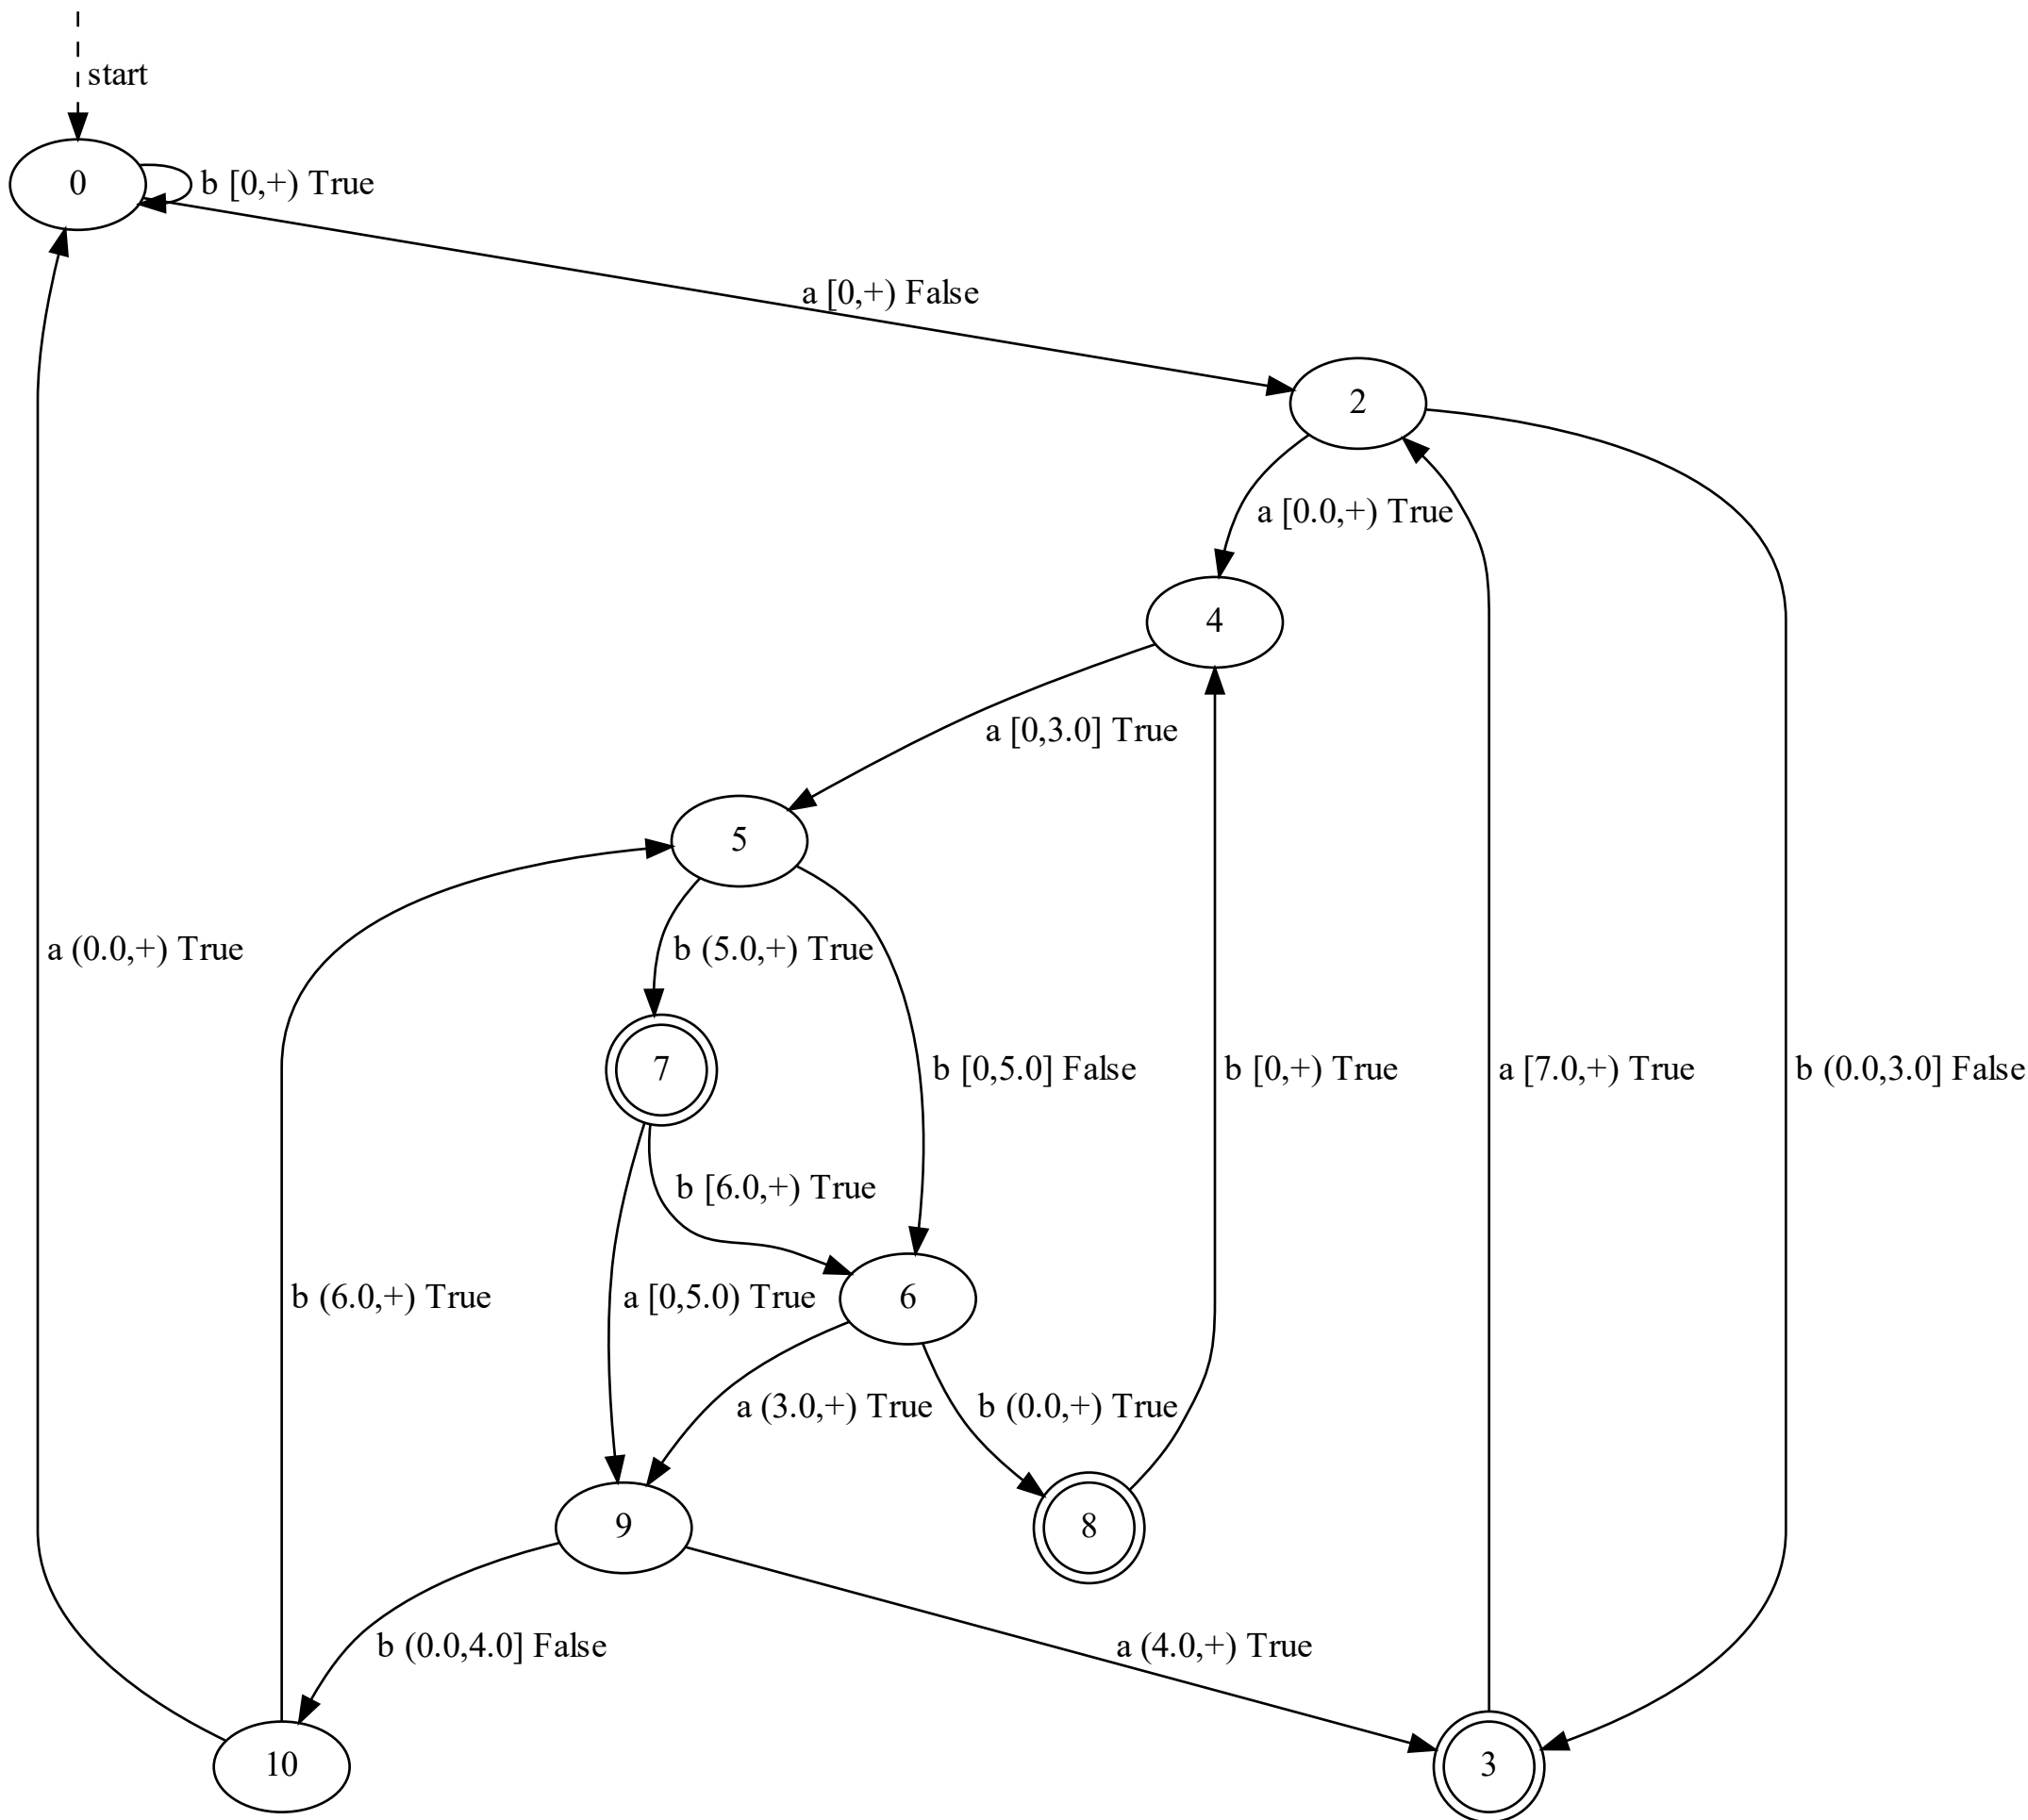 start
0
b [0,+) True
a [0,+) False
2
a [0.0,+) True
4
a [0,3.0] True
5
a (0.0,+) True
b (5.0,+) True
7
b [0,5.0] False
b [0,+) True
a [7.0,+) True
b (0.0,3.0] False
b [6.0,+) True
b (6.0,+) True
a [0,5.0) True
6
a (3.0,+) True
b (0.0,+) True
9
8
b (0.0,4.0] False
a (4.0,+) True
10
3